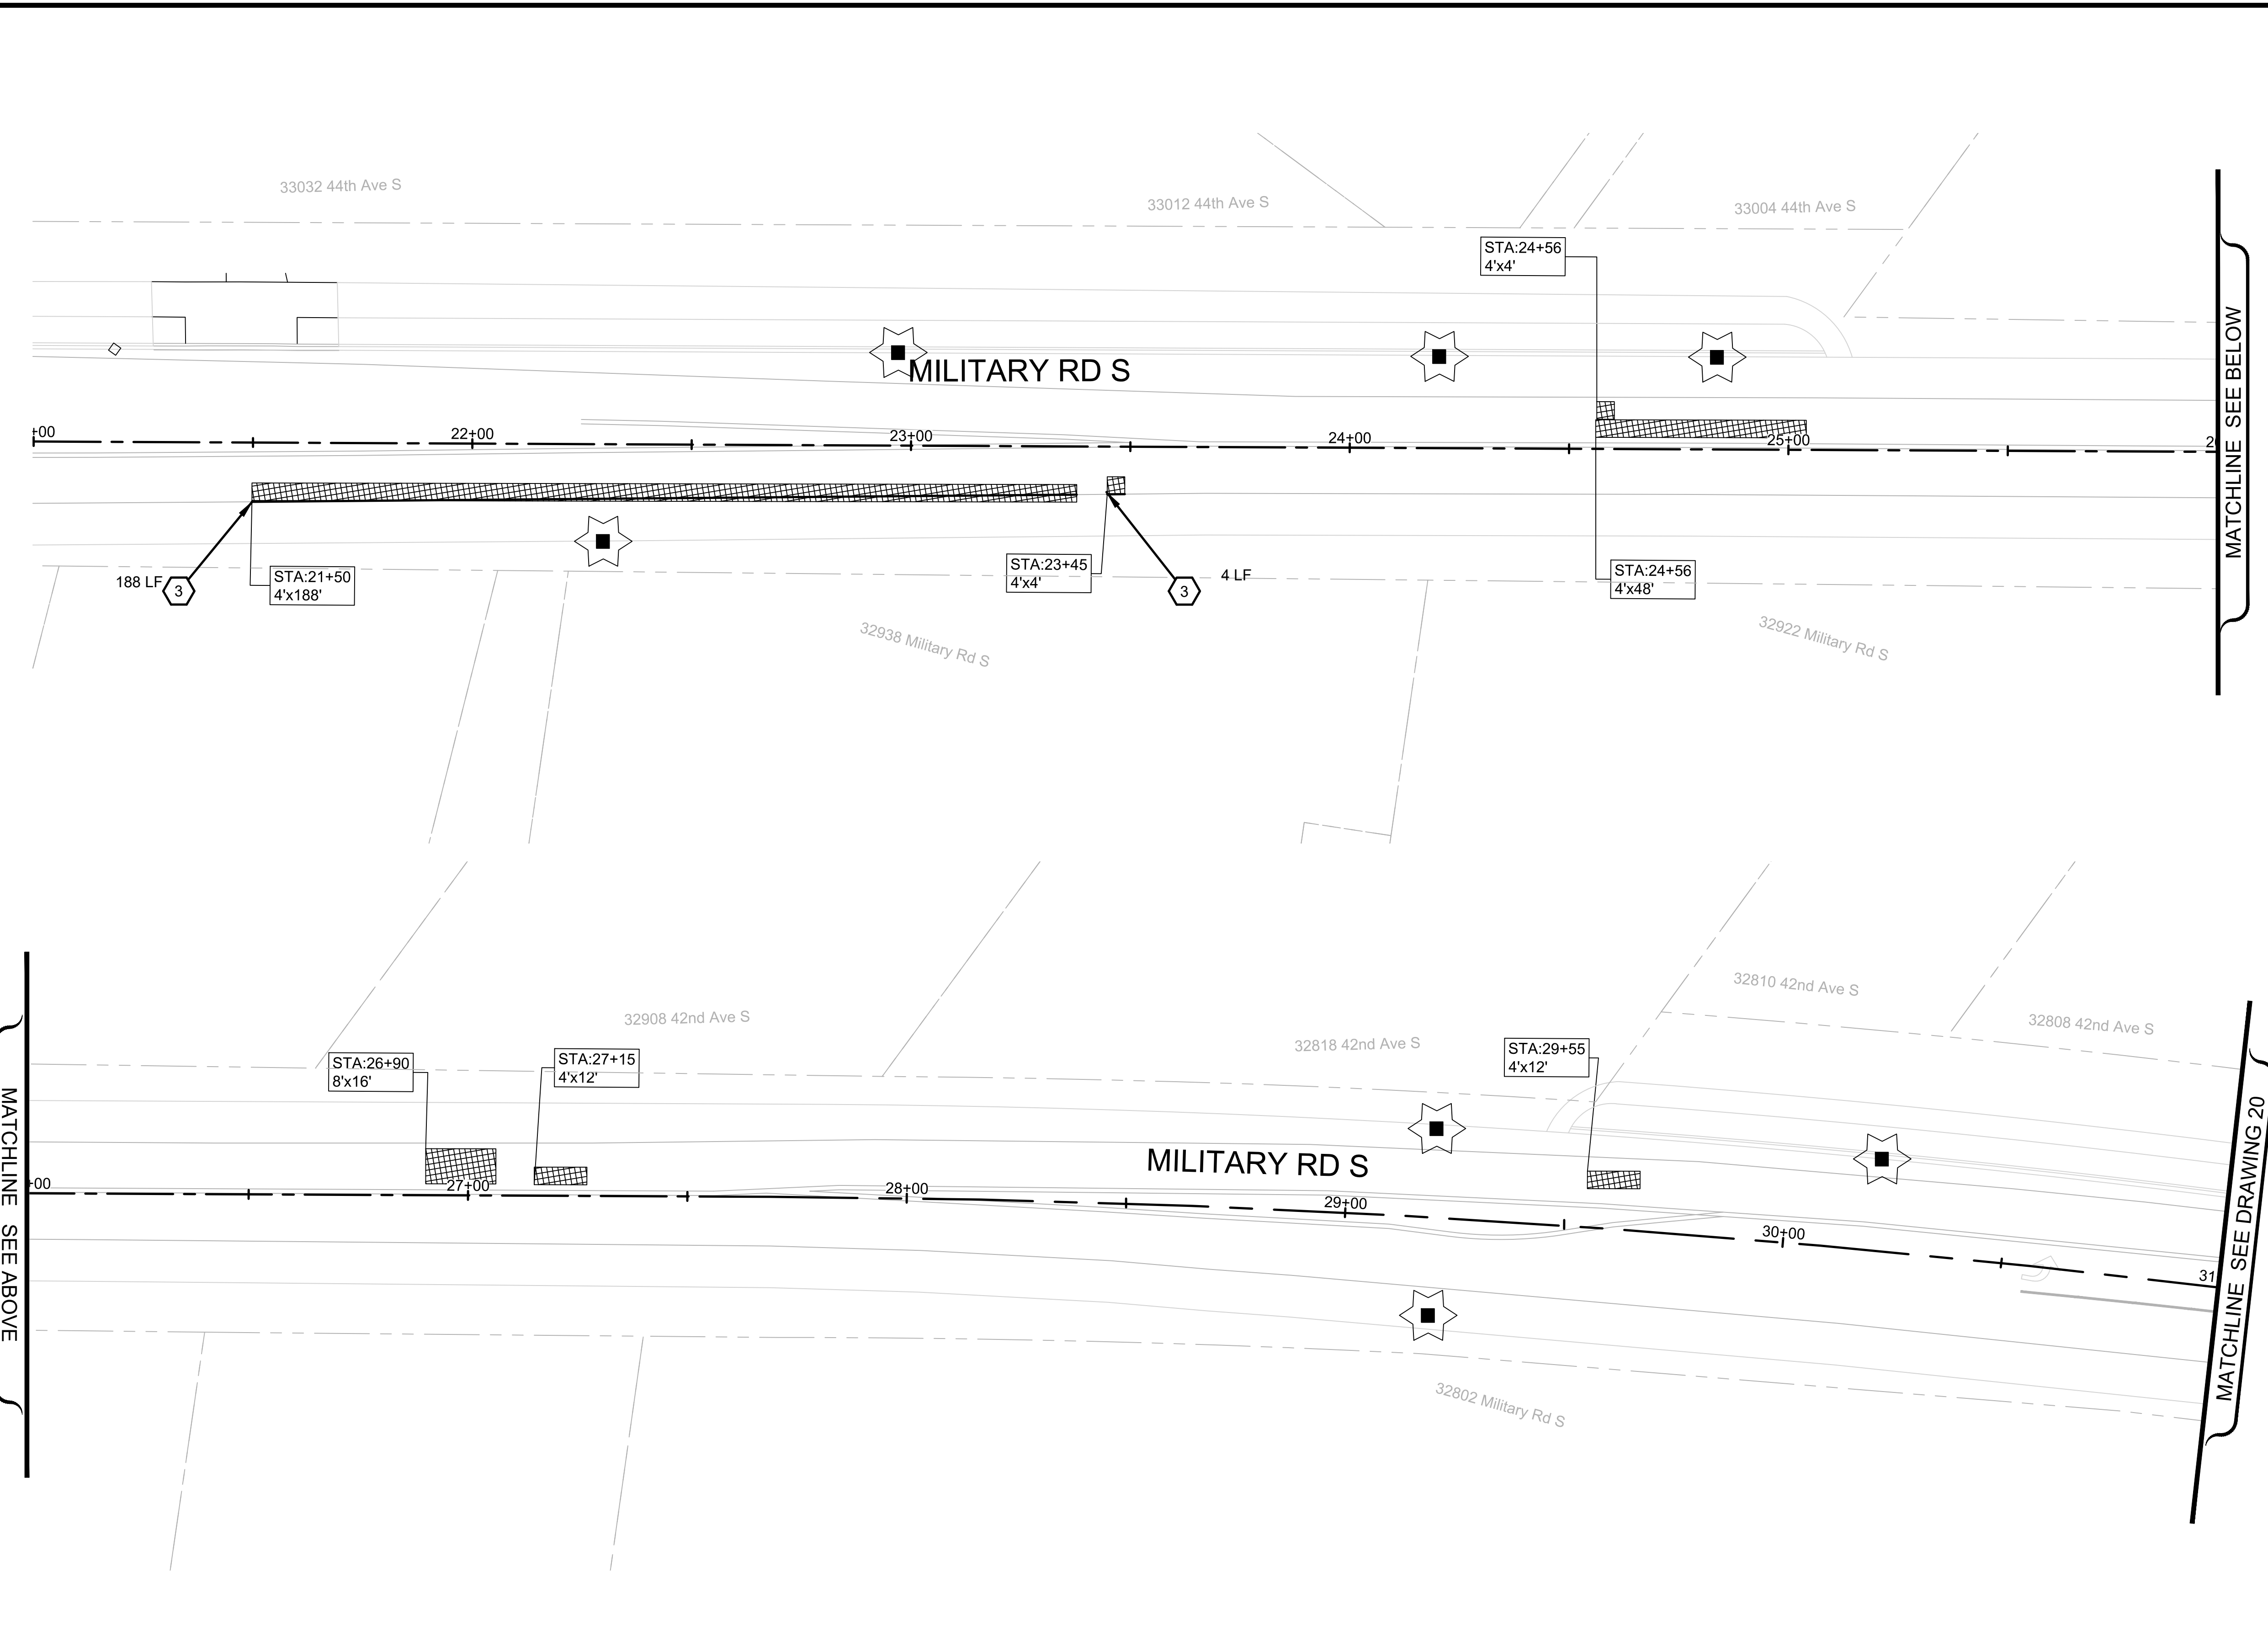 33032 44th Ave S
33012 44th Ave S
33004 44th Ave S
STA:24+56
4'x4'
MILITARY RD S
+00
22+00
23+00
24+00
25+00
MATCHLINE SEE BELOW
188 LF
3
STA:21+50
4'x188'
STA:23+45
4'x4'
3
4 LF
STA:24+56
4'x48'
32938 Military Rd S
32922 Military Rd S
32908 42nd Ave S
32818 42nd Ave S
32810 42nd Ave S
32808 42nd Ave S
STA:26+90
8'x16'
STA:27+15
4'x12'
STA:29+55
4'x12'
MILITARY RD S
+00
27+00
28+00
29+00
30+00
31
MATCHLINE SEE ABOVE
MATCHLINE SEE DRAWING 20
32802 Military Rd S